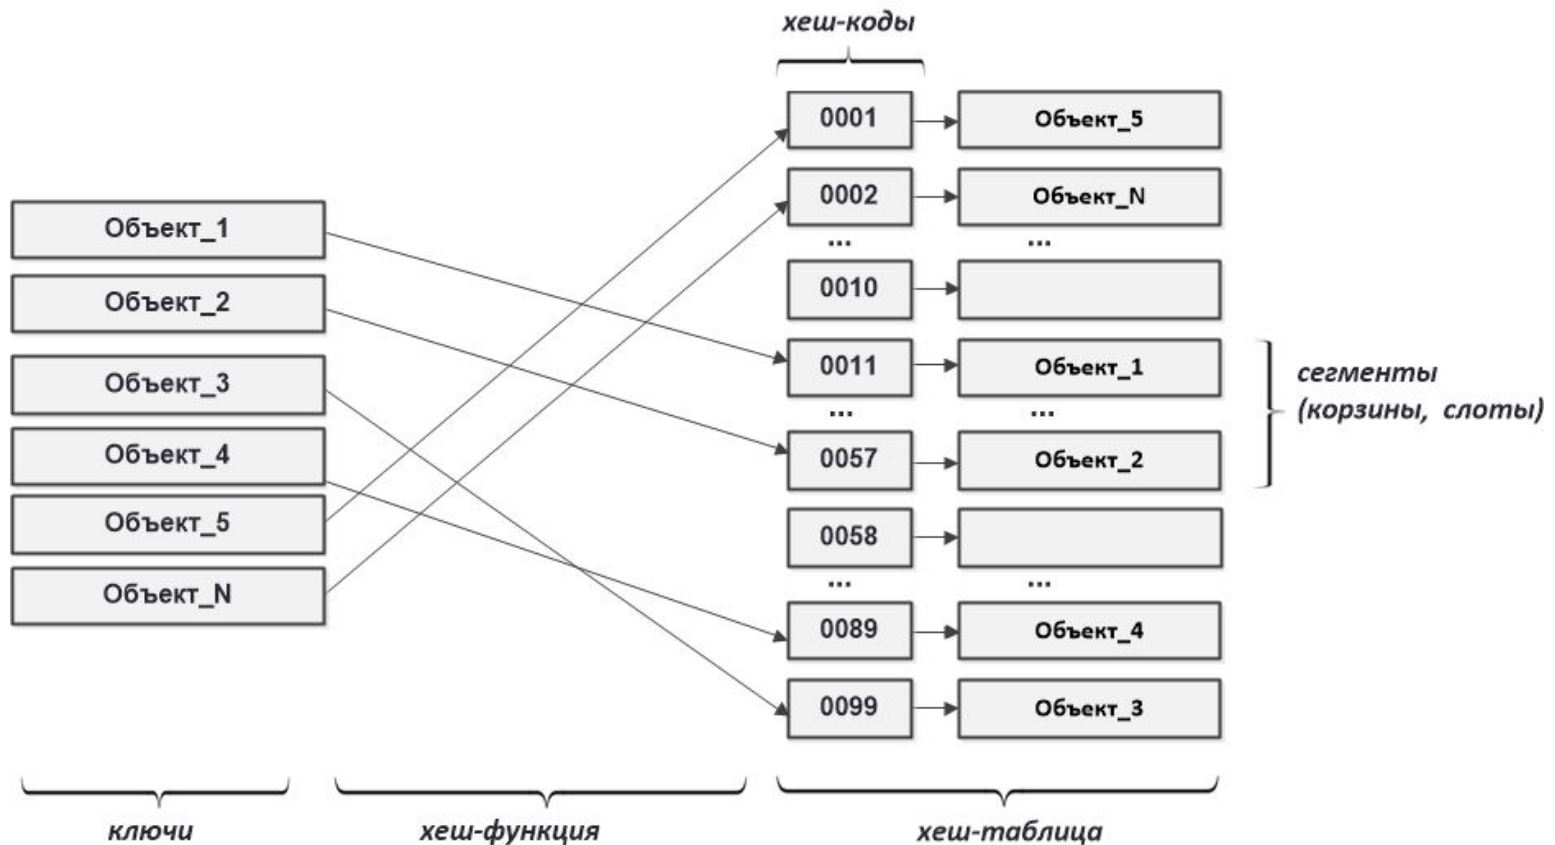 хеш-коды
0001
Объект_5
0002
Объект_N
... ...
0010
0011
Объект_1
... ...
0057
Объект_2
0058
... ...
0089
Объект_4
0099
Объект_3
Объект_1
Объект_2
Объект_3
Объект_4
Объект_5
Объект_N
сегменты
(корзины, слоты)
ключи
хеш-функция
хеш-таблица